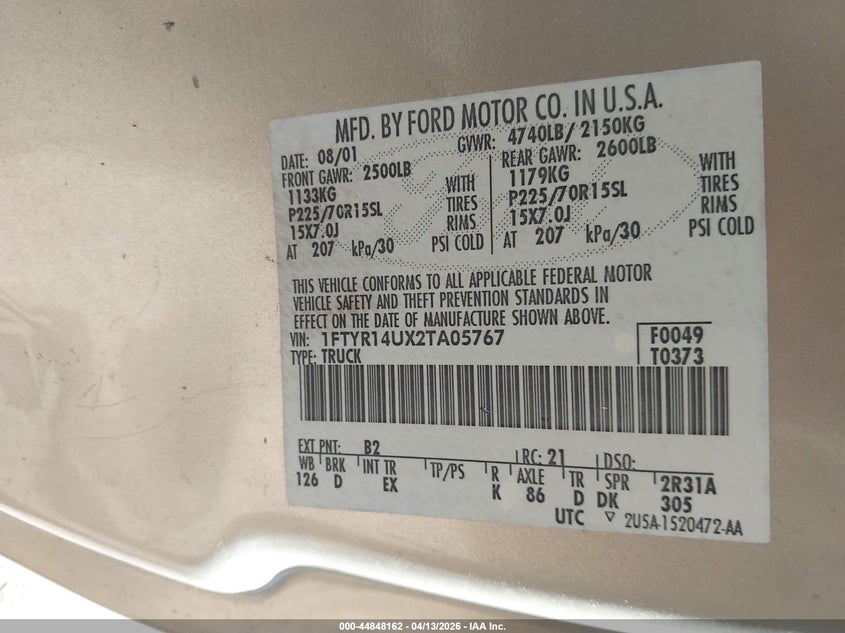 MFD. BY FORD MOTOR CO. IN U.S.A.
DATE: 08/01 GVWR: 4740LB/ 2150KG
FRONT GAWR: 2500LB REAR GAWR: 2600LB
1133KG WITH 1179KG WITH
P225/70R15SL TIRES P225/70R15SL TIRES
15X7.0J RIMS 15X7.0J RIMS
AT 207 kPa/30 PSI COLD AT 207 kPa/30 PSI COLD
THIS VEHICLE CONFORMS TO ALL APPLICABLE FEDERAL MOTOR
VEHICLE SAFETY AND THEFT PREVENTION STANDARDS IN
EFFECT ON THE DATE OF MANUFACTURE SHOWN ABOVE.
VIN: 1FTYR14UX2TA05767 F0049
TYPE: TRUCK T0373
EXT PNT: B2 RC: 21 DSO:
WB BRK INT TR TP/PS R AXLE TR SPR 2R31A
126 D EX K 86 D DK 305
UTC ▽ 2U5A-1520472-AA
000-44848162 - 04/13/2026 - IAA Inc.